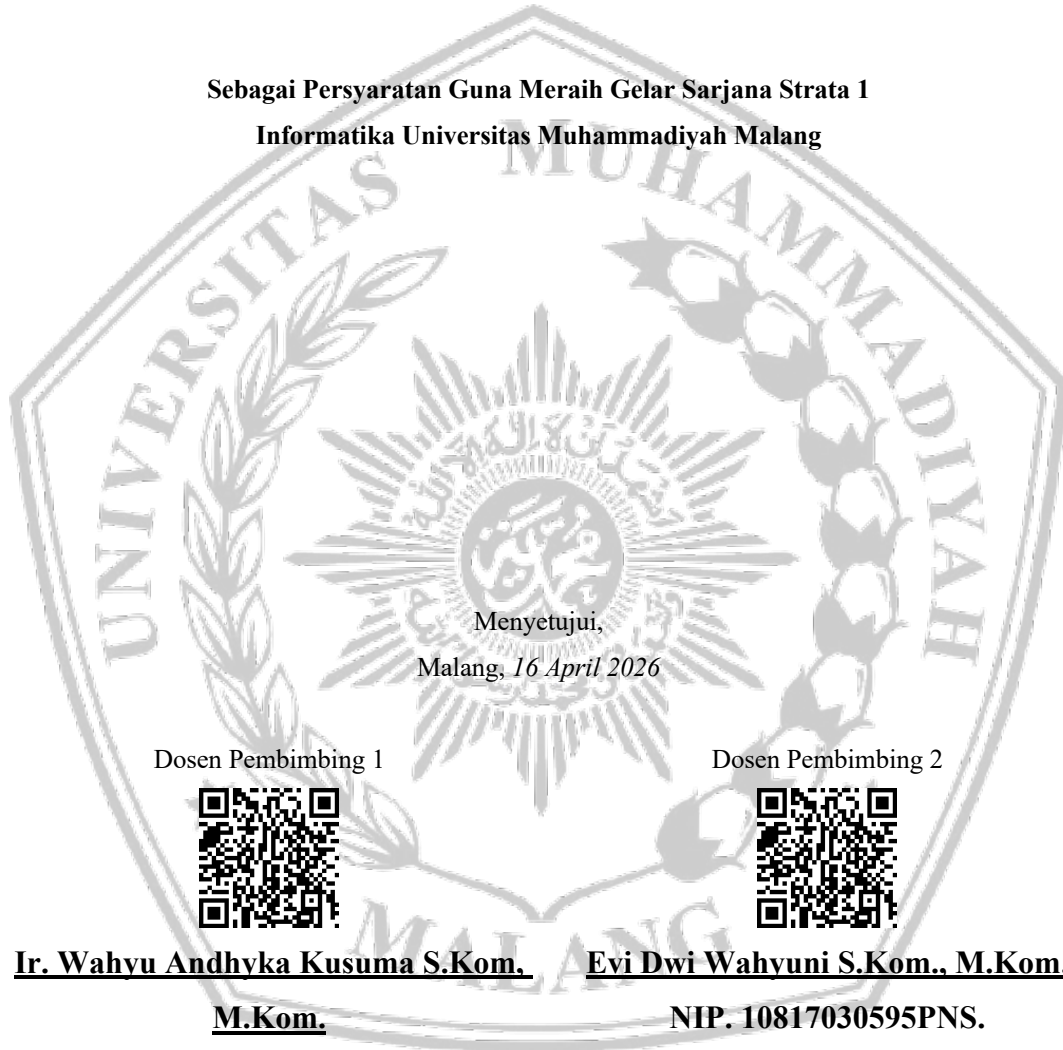 Sebagai Persyaratan Guna Meraih Gelar Sarjana Strata 1
Informatika Universitas Muhammadiyah Malang
UNIVERSITAS MUHAMMADIYAH
Menyetujui,
Malang, 16 April 2026
Dosen Pembimbing 1 Dosen Pembimbing 2
MALANG
Ir. Wahyu Andhyka Kusuma S.Kom, Evi Dwi Wahyuni S.Kom., M.Kom.
M.Kom. NIP. 10817030595PNS.